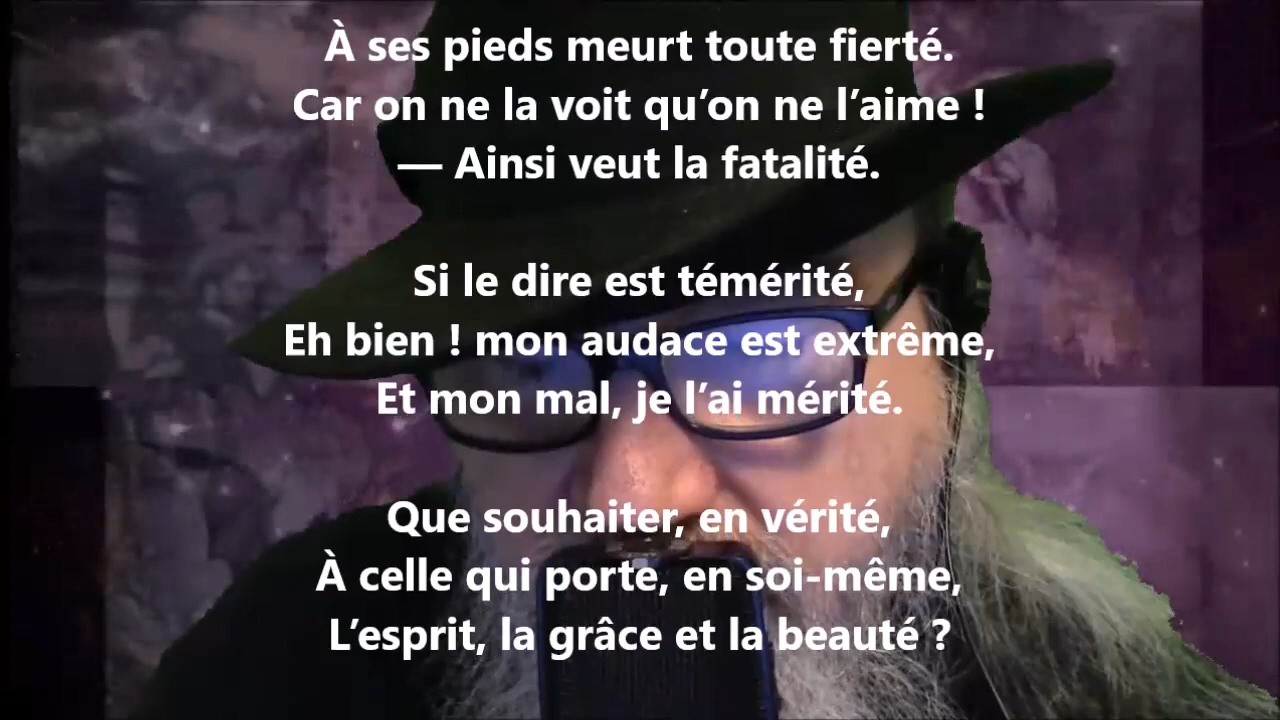 À ses pieds meurt toute fierté.
Car on ne la voit qu’on ne l’aime !
— Ainsi veut la fatalité.
Si le dire est témérité,
Eh bien ! mon audace est extrême,
Et mon mal, je l’ai mérité.
Que souhaiter, en vérité,
À celle qui porte, en soi-même,
L’esprit, la grâce et la beauté ?